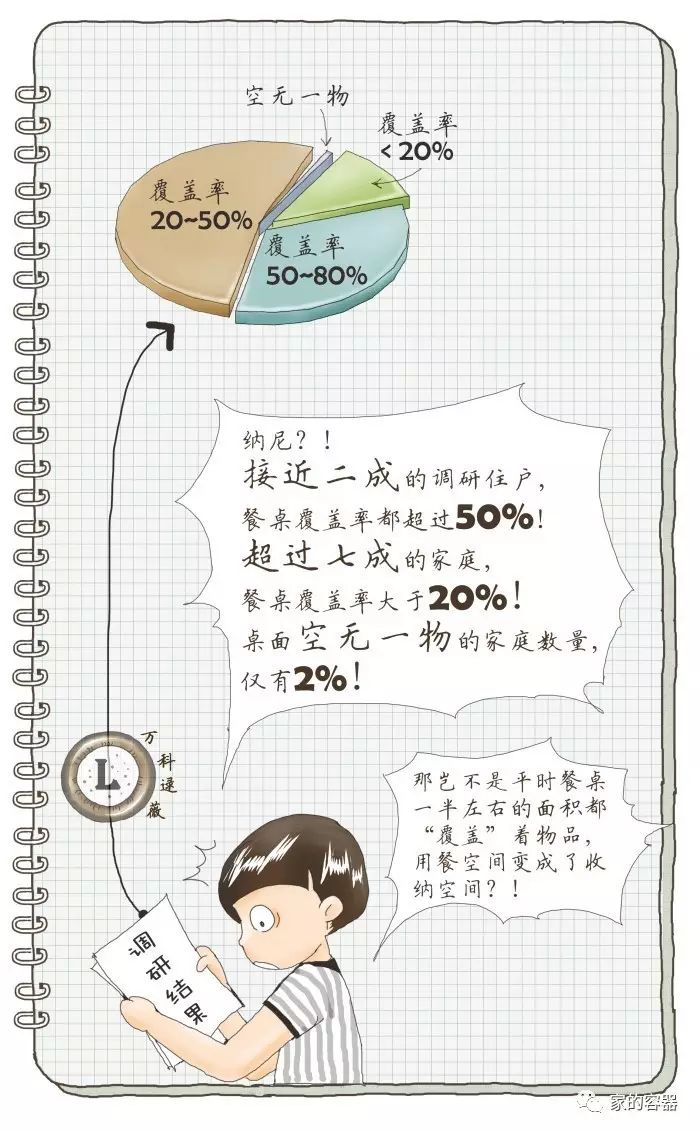 空无一物
覆盖率
<20%
覆盖率
20~50%
覆盖率
50~80%
纳尼？！
接近二成的调研住户，
餐桌覆盖率都超过50%！
超过七成的家庭，
餐桌覆盖率大于20%！
桌面空无一物的家庭数量，
仅有2%！
L
万科逯薇
那岂不是平时餐桌
一半左右的面积都
“覆盖”着物品，
用餐空间变成了收
纳空间？！
调研结果
家的容器